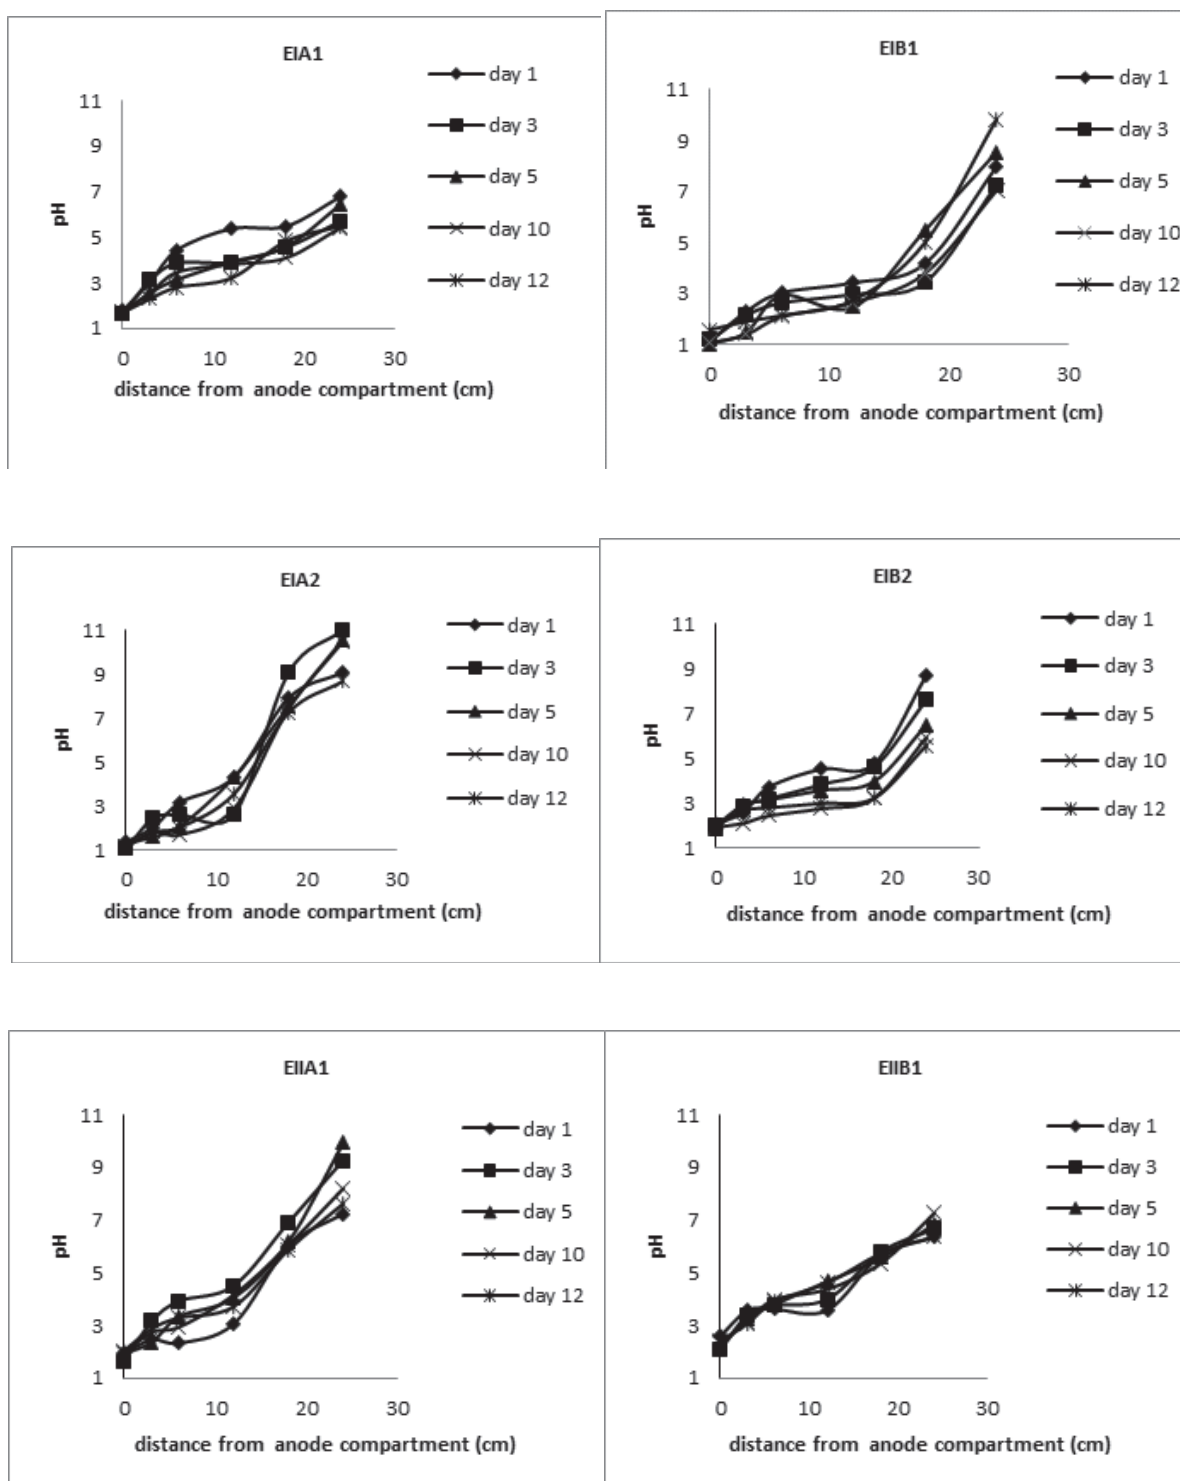 EIA1
day 1
day 3
day 5
day 10
day 12
pH
11
9
7
5
3
1
0 10 20 30
distance from anode compartment (cm)
EIB1
day 1
day 3
day 5
day 10
day 12
pH
11
9
7
5
3
1
0 10 20 30
distance from anode compartment (cm)
EIA2
day 1
day 3
day 5
day 10
day 12
pH
11
9
7
5
3
1
0 10 20 30
distance from anode compartment (cm)
EIB2
day 1
day 3
day 5
day 10
day 12
pH
11
9
7
5
3
1
0 10 20 30
distance from anode compartment (cm)
EIIA1
day 1
day 3
day 5
day 10
day 12
pH
11
9
7
5
3
1
0 10 20 30
distance from anode compartment (cm)
EIIB1
day 1
day 3
day 5
day 10
day 12
pH
11
9
7
5
3
1
0 10 20 30
distance from anode compartment (cm)